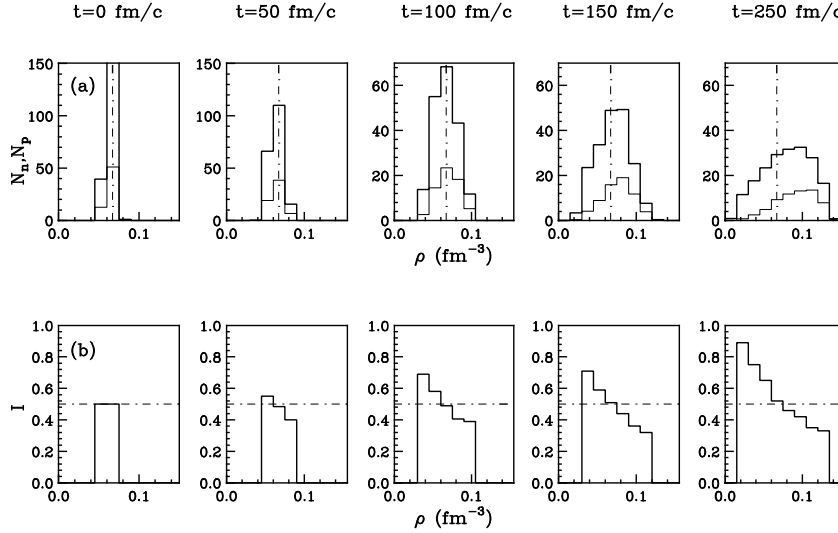 t=0 fm/c t=50 fm/c t=100 fm/c t=150 fm/c t=250 fm/c
150 150 60 60 60
(a)
100 100 40 40 40
N_n,N_p
50 50 20 20 20
0 0 0 0 0
0.0 0.1 0.0 0.1 0.0 0.1 0.0 0.1 0.0 0.1
ρ (fm⁻³)
1.0 1.0 1.0 1.0 1.0
(b)
0.8 0.8 0.8 0.8 0.8
0.6 0.6 0.6 0.6 0.6
I
0.4 0.4 0.4 0.4 0.4
0.2 0.2 0.2 0.2 0.2
0.0 0.0 0.0 0.0 0.0
0.0 0.1 0.0 0.1 0.0 0.1 0.0 0.1 0.0 0.1
ρ (fm⁻³)